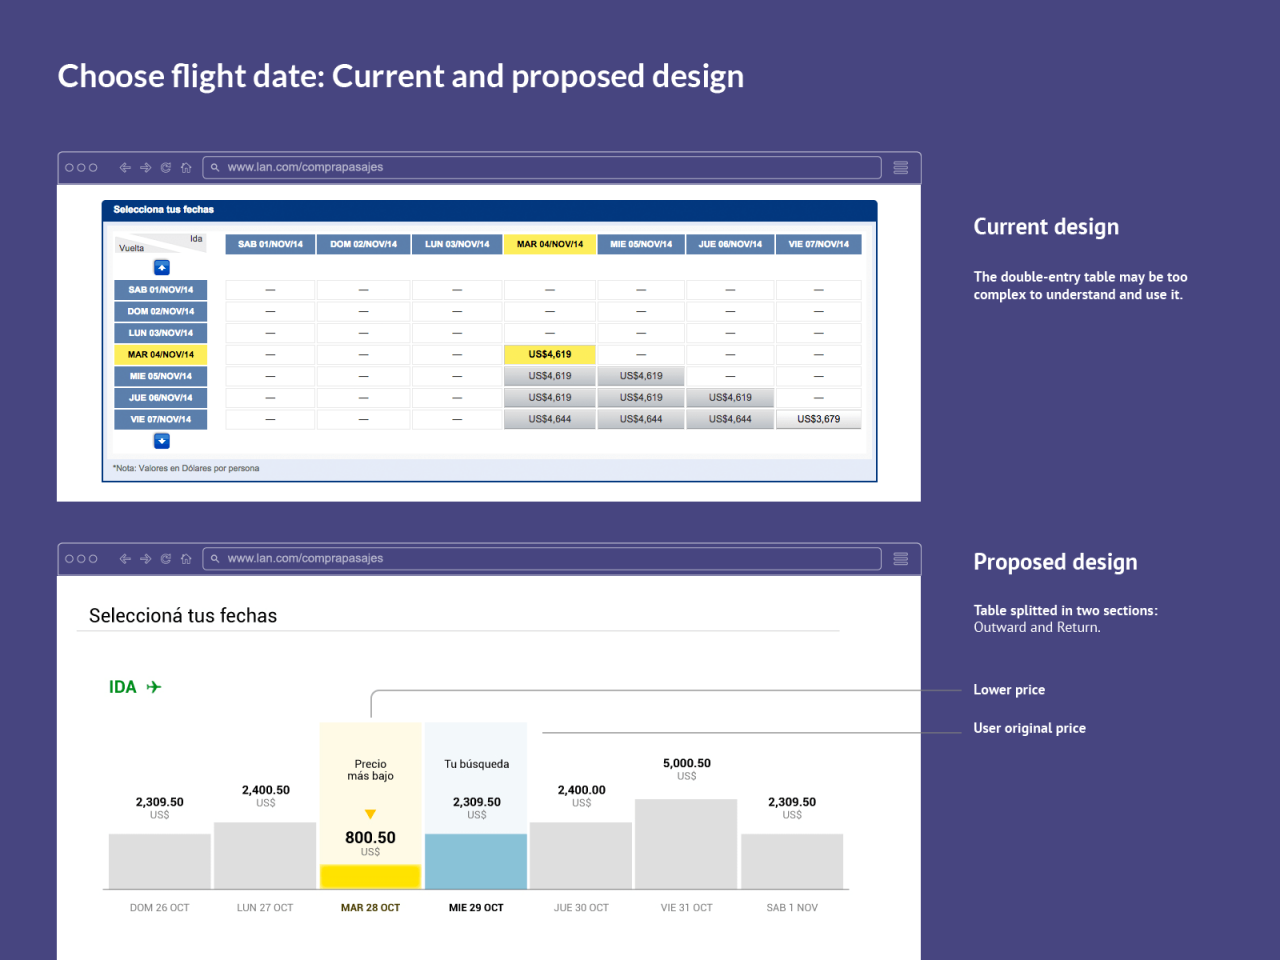 Choose flight date: Current and proposed design
www.lan.com/comprapasajes
Selecciona tus fechas
Ida
Vuelta
SAB 01/NOV/14 DOM 02/NOV/14 LUN 03/NOV/14 MAR 04/NOV/14 MIE 05/NOV/14 JUE 06/NOV/14 VIE 07/NOV/14
SAB 01/NOV/14 — — — — — — —
DOM 02/NOV/14 — — — — — — —
LUN 03/NOV/14 — — — — — — —
MAR 04/NOV/14 — — — US$4,619 — — —
MIE 05/NOV/14 — — — US$4,619 US$4,619 — —
JUE 06/NOV/14 — — — US$4,619 US$4,619 US$4,619 —
VIE 07/NOV/14 — — — US$4,644 US$4,644 US$4,644 US$3,679
*Nota: Valores en Dólares por persona
Current design
The double-entry table may be too
complex to understand and use it.
www.lan.com/comprapasajes
Seleccioná tus fechas
IDA
2,309.50
US$
2,400.50
US$
Precio
más bajo
800.50
US$
Tu búsqueda
2,309.50
US$
2,400.00
US$
5,000.50
US$
2,309.50
US$
DOM 26 OCT LUN 27 OCT MAR 28 OCT MIE 29 OCT JUE 30 OCT VIE 31 OCT SAB 1 NOV
Proposed design
Table splitted in two sections:
Outward and Return.
Lower price
User original price